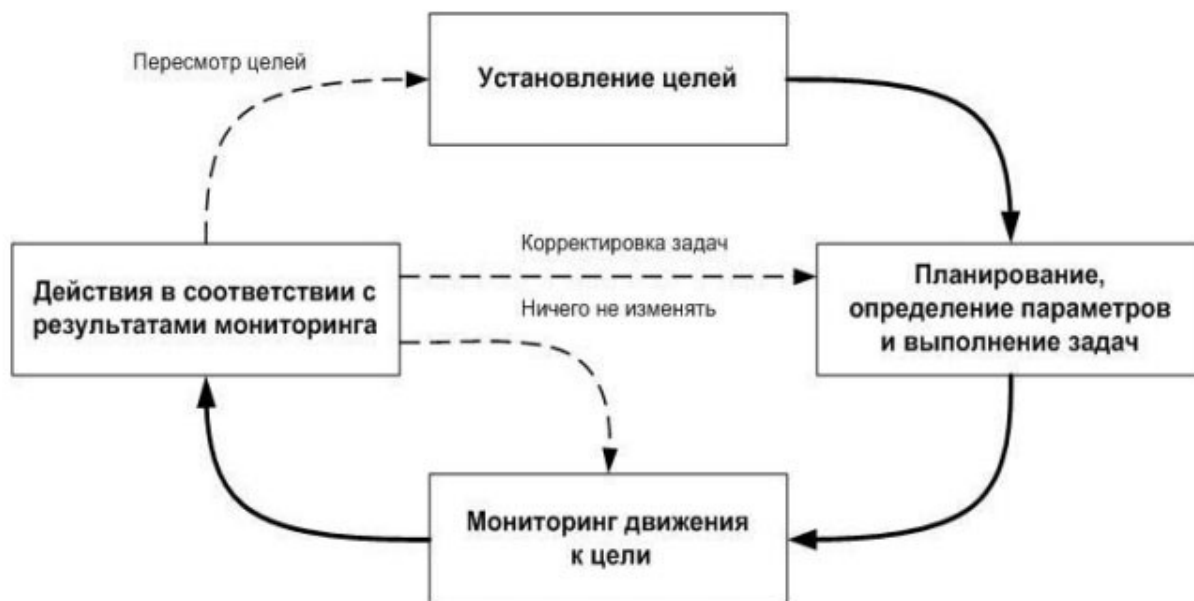 Пересмотр целей
Установление целей
Корректировка задач
Действия в соответствии с
результатами мониторинга
Ничего не изменять
Планирование,
определение параметров
и выполнение задач
Мониторинг движения
к цели